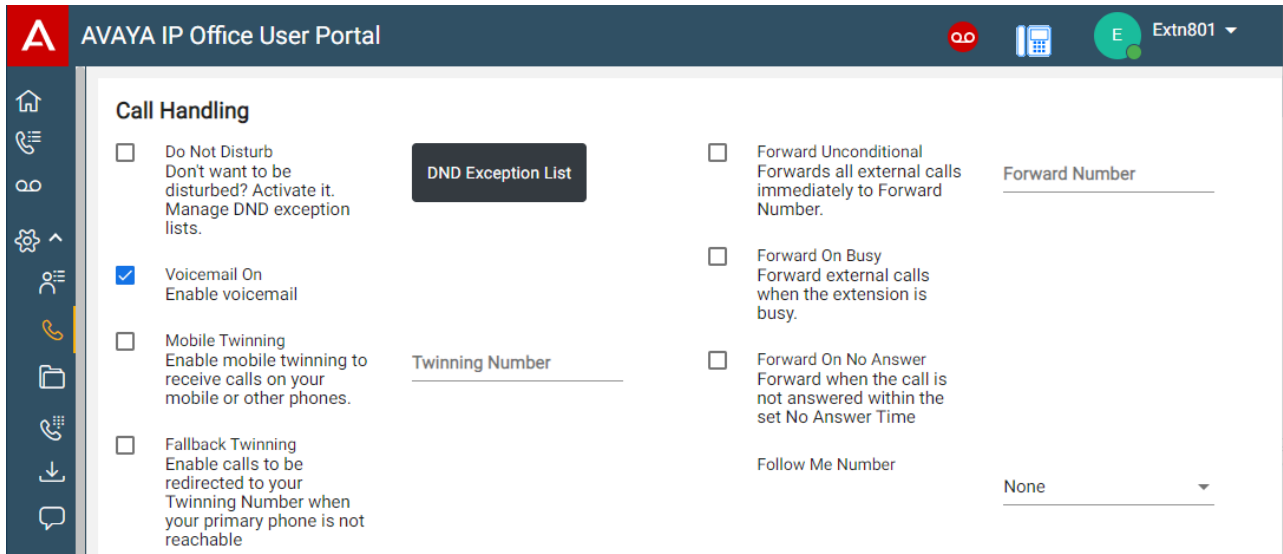 AVAYA IP Office User Portal
E
Extn801
Call Handling
Do Not Disturb
Don't want to be
disturbed? Activate it.
Manage DND exception
lists.
DND Exception List
Voicemail On
Enable voicemail
Mobile Twinning
Enable mobile twinning to
receive calls on your
mobile or other phones.
Twinning Number
Fallback Twinning
Enable calls to be
redirected to your
Twinning Number when
your primary phone is not
reachable
Forward Unconditional
Forwards all external calls
immediately to Forward
Number.
Forward Number
Forward On Busy
Forward external calls
when the extension is
busy.
Forward On No Answer
Forward when the call is
not answered within the
set No Answer Time
Follow Me Number
None